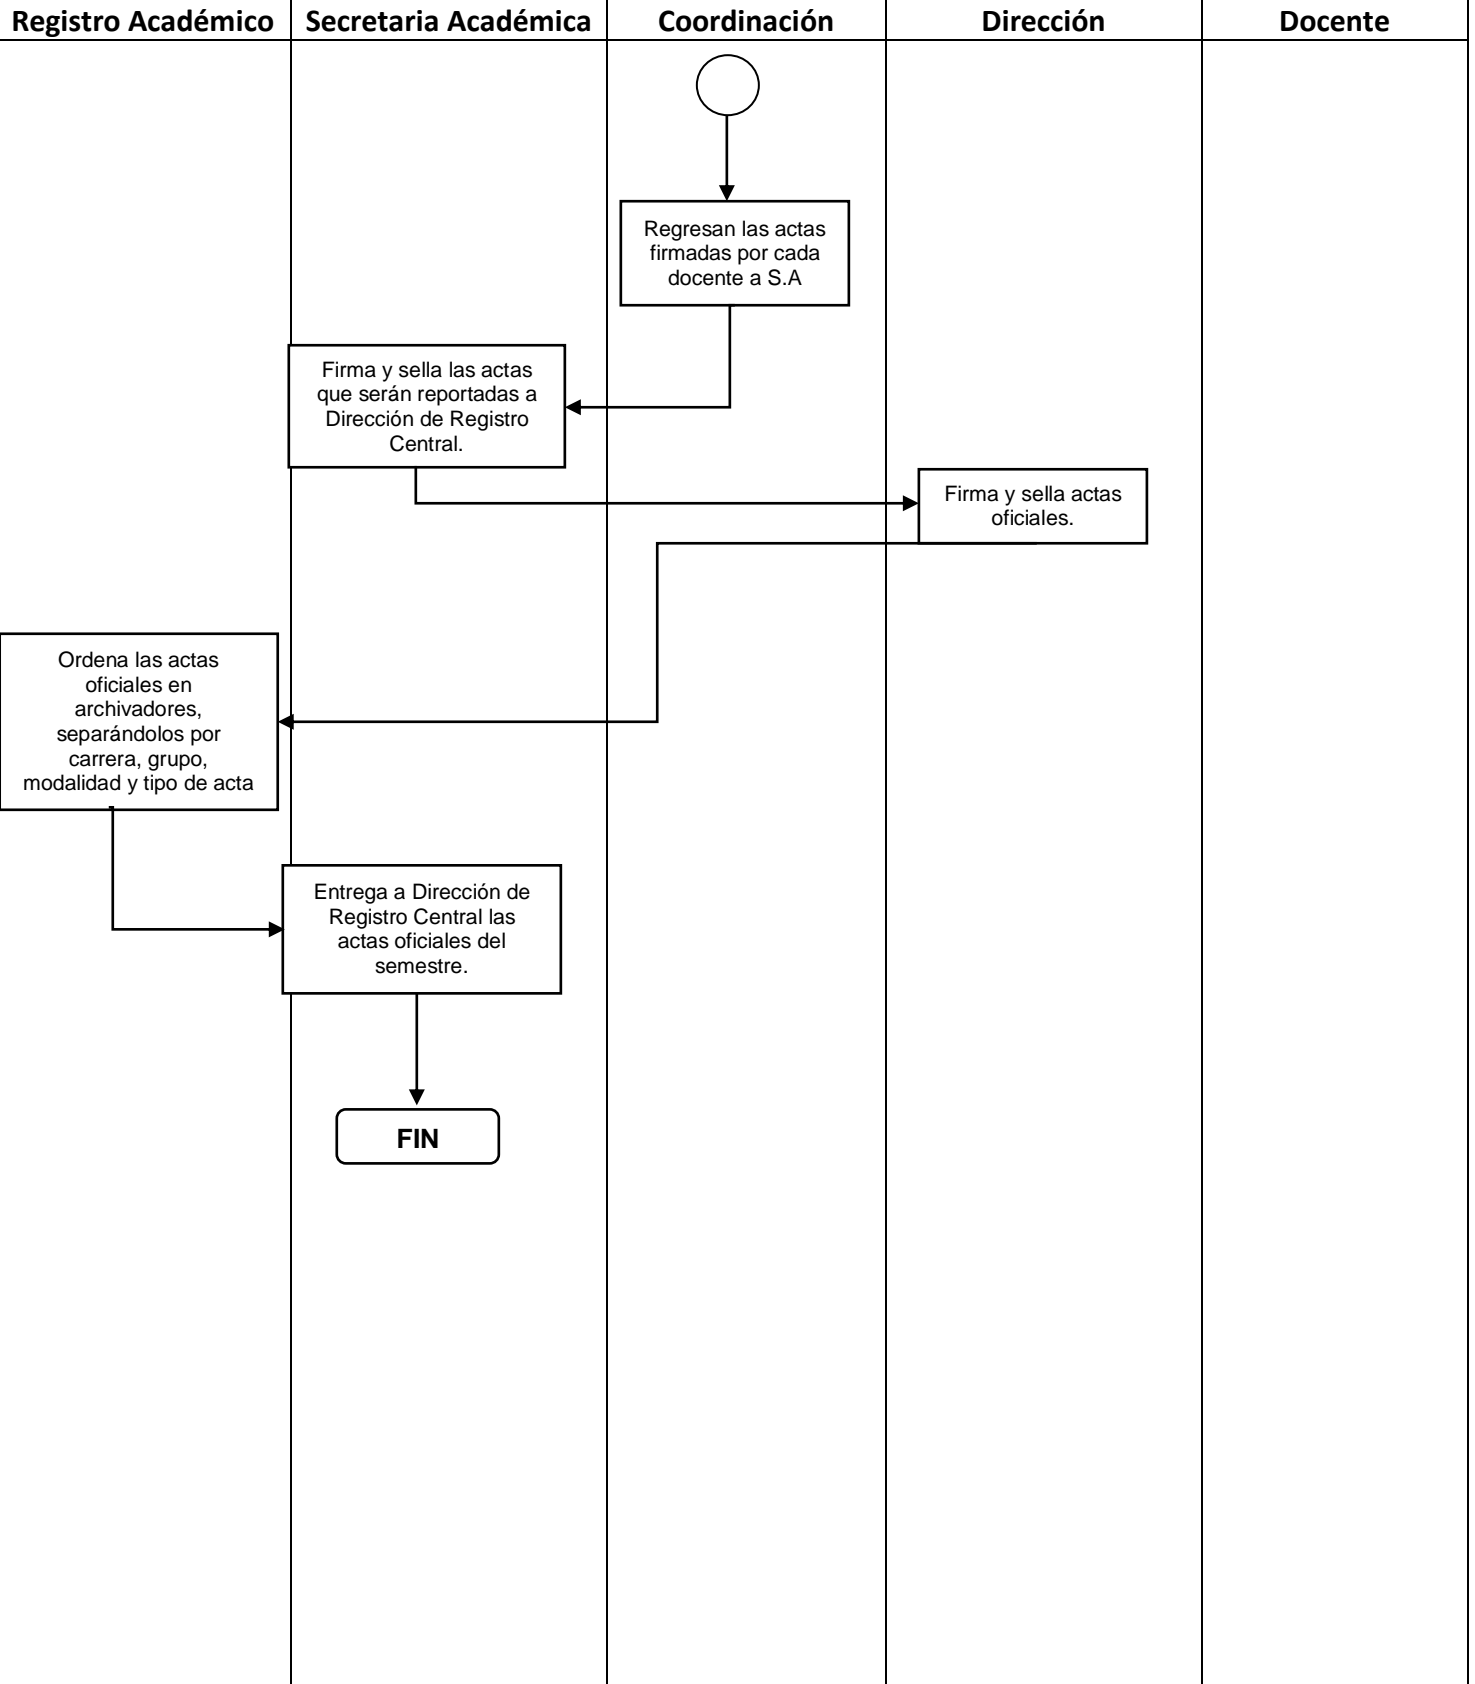 Registro Académico
Secretaria Académica
Coordinación
Dirección
Docente
Regresan las actas
firmadas por cada
docente a S.A
Firma y sella las actas
que serán reportadas a
Dirección de Registro
Central.
Firma y sella actas
oficiales.
Ordena las actas
oficiales en
archivadores,
separándolos por
carrera, grupo,
modalidad y tipo de acta
Entrega a Dirección de
Registro Central las
actas oficiales del
semestre.
FIN